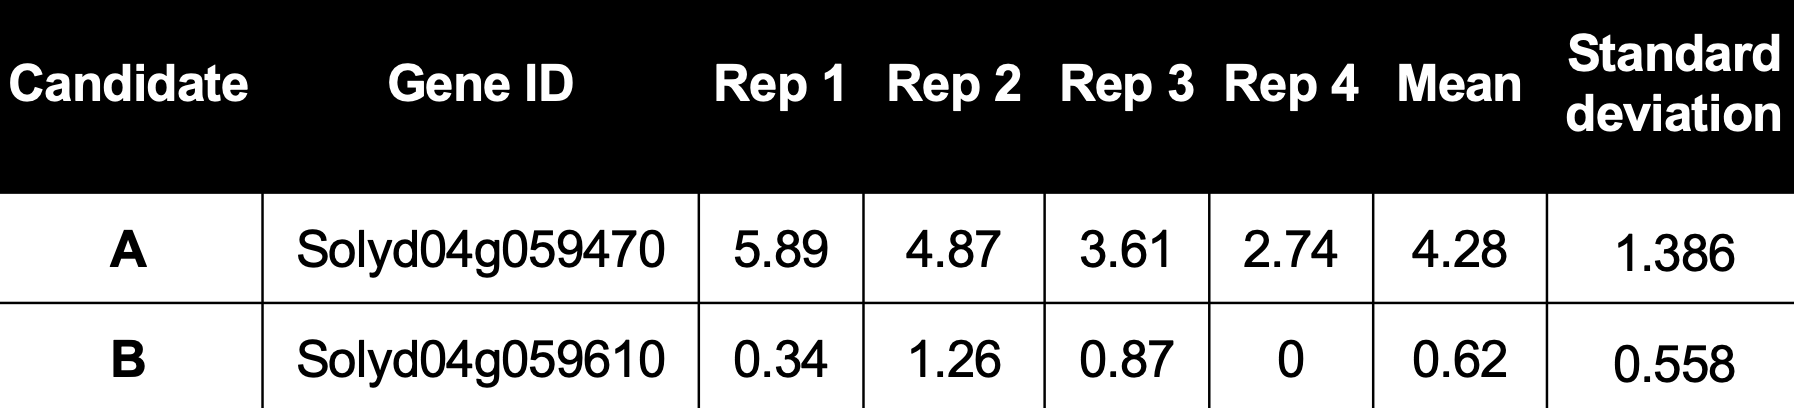 Candidate Gene ID Rep 1 Rep 2 Rep 3 Rep 4 Mean Standard deviation
A Solyd04g059470 5.89 4.87 3.61 2.74 4.28 1.386
B Solyd04g059610 0.34 1.26 0.87 0 0.62 0.558